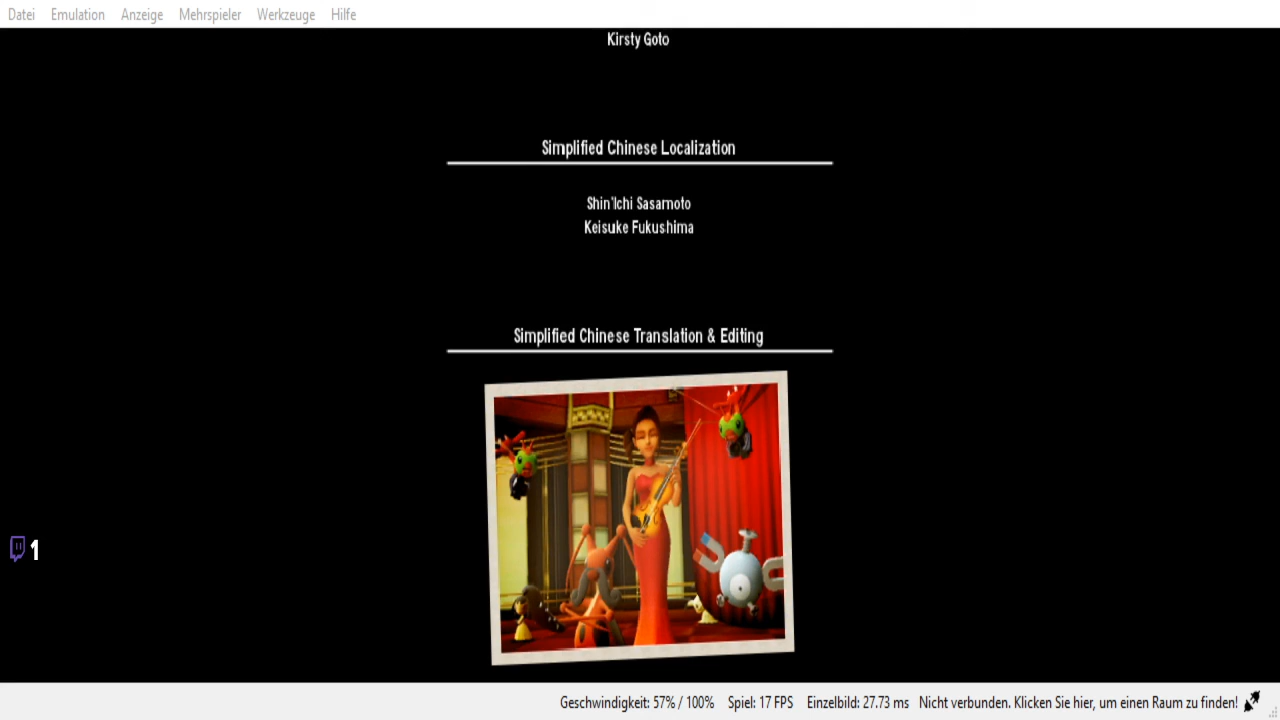 Datei Emulation Anzeige Mehrspieler Werkzeuge Hilfe
Kirsty Goto
Simplified Chinese Localization
Shin'Ichi Sasamoto
Keisuke Fukushima
Simplified Chinese Translation & Editing
1
Geschwindigkeit: 57% / 100% Spiel: 17 FPS Einzelbild: 27.73 ms Nicht verbunden. Klicken Sie hier, um einen Raum zu finden!